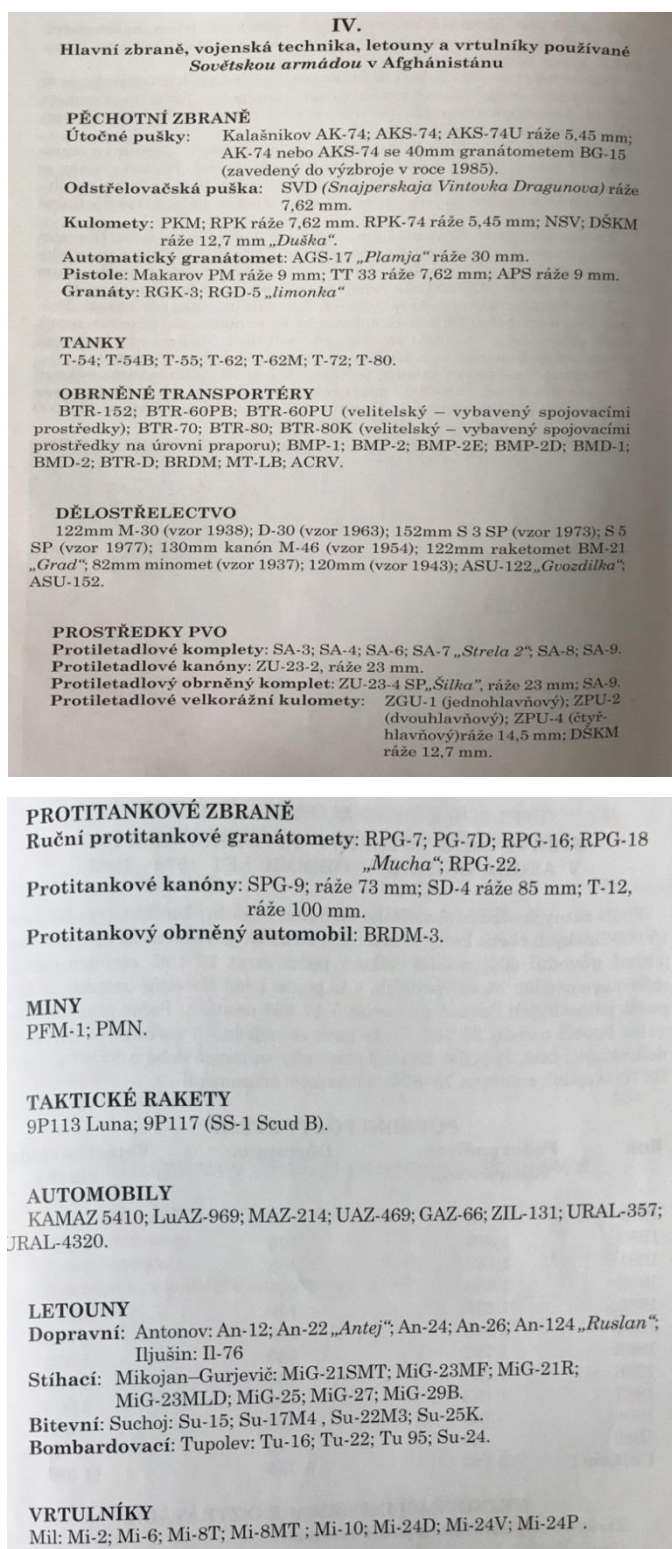 IV.
Hlavní zbraně, vojenská technika, letouny a vrtulníky používané
Sovětskou armádou v Afghánistánu
PĚCHOTNÍ ZBRANĚ
Útočné pušky: Kalašnikov AK-74; AKS-74; AKS-74U ráže 5,45 mm;
AK-74 nebo AKS-74 se 40mm granátometem BG-15
(zavedený do výzbroje v roce 1985).
Odstřelovačská puška: SVD (Snajperskaja Vintovka Dragunova) ráže
7,62 mm.
Kulomety: PKM; RPK ráže 7,62 mm. RPK-74 ráže 5,45 mm; NSV; DŠKM
ráže 12,7 mm „Duška“.
Automatický granátomet: AGS-17 „Plamja“ ráže 30 mm.
Pistole: Makarov PM ráže 9 mm; TT 33 ráže 7,62 mm; APS ráže 9 mm.
Granáty: RGK-3; RGD-5 „limonka“
TANKY
T-54; T-54B; T-55; T-62; T-62M; T-72; T-80.
OBRNĚNÉ TRANSPORTÉRY
BTR-152; BTR-60PB; BTR-60PU (velitelský – vybavený spojovacími
prostředky); BTR-70; BTR-80; BTR-80K (velitelský – vybavený spojovacími
prostředky na úrovni praporu); BMP-1; BMP-2; BMP-2E; BMP-2D; BMD-1;
BMD-2; BTR-D; BRDM; MT-LB; ACRV.
DĚLOSTŘELECTVO
122mm M-30 (vzor 1938); D-30 (vzor 1963); 152mm S 3 SP (vzor 1973); S 5
SP (vzor 1977); 130mm kanón M-46 (vzor 1954); 122mm raketomet BM-21
„Grad“; 82mm minomet (vzor 1937); 120mm (vzor 1943); ASU-122 „Gvozdilka“;
ASU-152.
PROSTŘEDKY PVO
Protiletadlové komplety: SA-3; SA-4; SA-6; SA-7 „Strela 2“; SA-8; SA-9.
Protiletadlové kanóny: ZU-23-2, ráže 23 mm.
Protiletadlový obrněný komplet: ZU-23-4 SP „Šilka“, ráže 23 mm; SA-9.
Protiletadlové velkorážní kulomety: ZGU-1 (jednohlavňový); ZPU-2
(dvouhlavňový); ZPU-4 (čtyř-
hlavňový)ráže 14,5 mm; DŠKM
ráže 12,7 mm.
PROTITANKOVÉ ZBRANĚ
Ruční protitankové granátomety: RPG-7; PG-7D; RPG-16; RPG-18
„Mucha“; RPG-22.
Protitankové kanóny: SPG-9; ráže 73 mm; SD-4 ráže 85 mm; T-12,
ráže 100 mm.
Protitankový obrněný automobil: BRDM-3.
MINY
PFM-1; PMN.
TAKTICKÉ RAKETY
9P113 Luna; 9P117 (SS-1 Scud B).
AUTOMOBILY
KAMAZ 5410; LuAZ-969; MAZ-214; UAZ-469; GAZ-66; ZIL-131; URAL-357;
URAL-4320.
LETOUNY
Dopravní: Antonov: An-12; An-22 „Antej“; An-24; An-26; An-124 „Ruslan“;
Iljušin: Il-76
Stíhací: Mikojan–Gurjevič: MiG-21SMT; MiG-23MF; MiG-21R;
MiG-23MLD; MiG-25; MiG-27; MiG-29B.
Bitevní: Suchoj: Su-15; Su-17M4 , Su-22M3; Su-25K.
Bombardovací: Tupolev: Tu-16; Tu-22; Tu 95; Su-24.
VRTULNÍKY
Mil: Mi-2; Mi-6; Mi-8T; Mi-8MT ; Mi-10; Mi-24D; Mi-24V; Mi-24P .